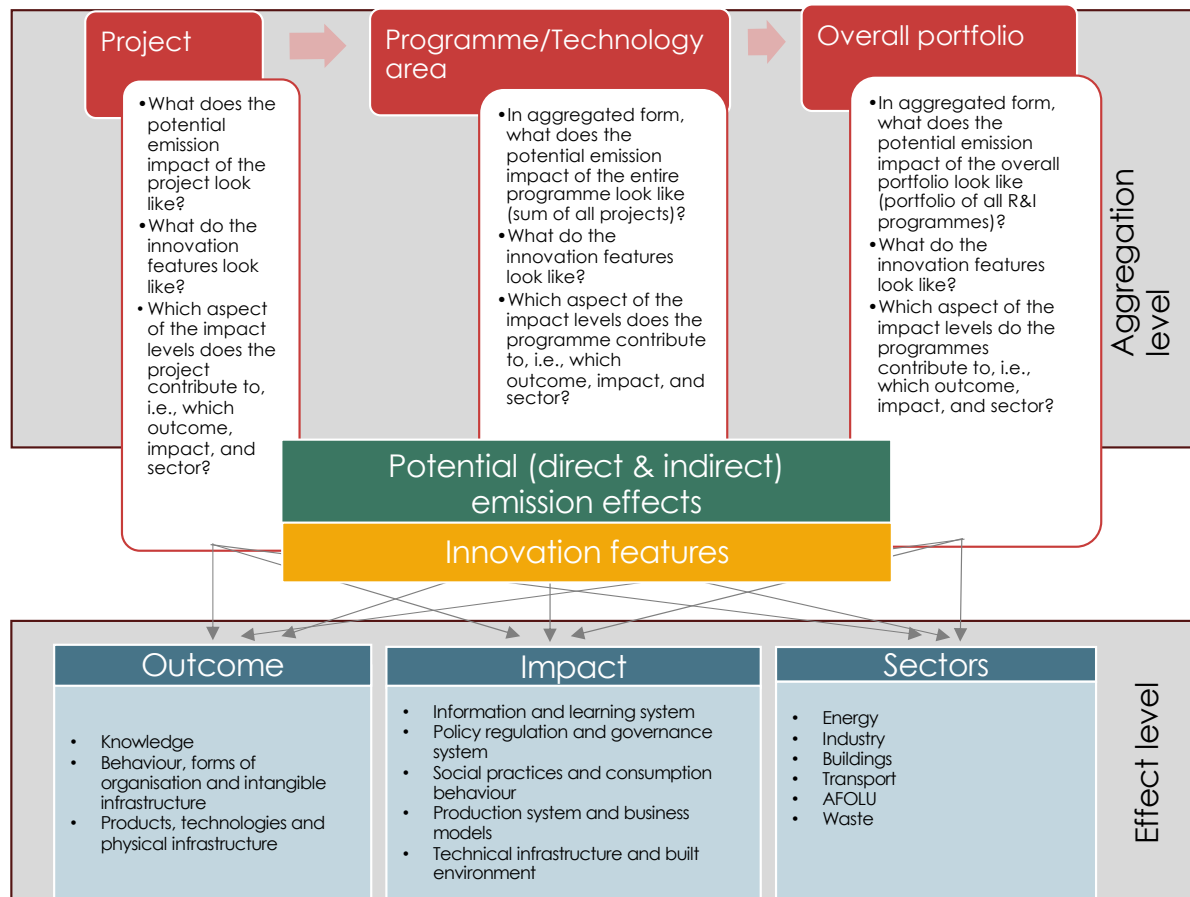 Project
Programme/Technology
area
Overall portfolio
•What does the
potential
emission
impact of the
project look
like?
•What do the
innovation
features look
like?
•Which aspect
of the impact
levels does the
project
contribute to,
i.e., which
outcome,
impact, and
sector?
•In aggregated form,
what does the
potential emission
impact of the entire
programme look like
(sum of all projects)?
•What do the
innovation features
look like?
•Which aspect of the
impact levels does the
programme contribute
to, i.e., which
outcome, impact, and
sector?
•In aggregated form,
what does the
potential emission
impact of the overall
portfolio look like
(portfolio of all R&I
programmes)?
•What do the
innovation features
look like?
•Which aspect of the
impact levels do the
programmes
contribute to, i.e.,
which outcome,
impact, and sector?
Aggregation
level
Potential (direct & indirect)
emission effects
Innovation features
Outcome
• Knowledge
• Behaviour, forms of
organisation and intangible
infrastructure
• Products, technologies and
physical infrastructure
Impact
• Information and learning system
• Policy regulation and governance
system
• Social practices and consumption
behaviour
• Production system and business
models
• Technical infrastructure and built
environment
Sectors
• Energy
• Industry
• Buildings
• Transport
• AFOLU
• Waste
Effect level